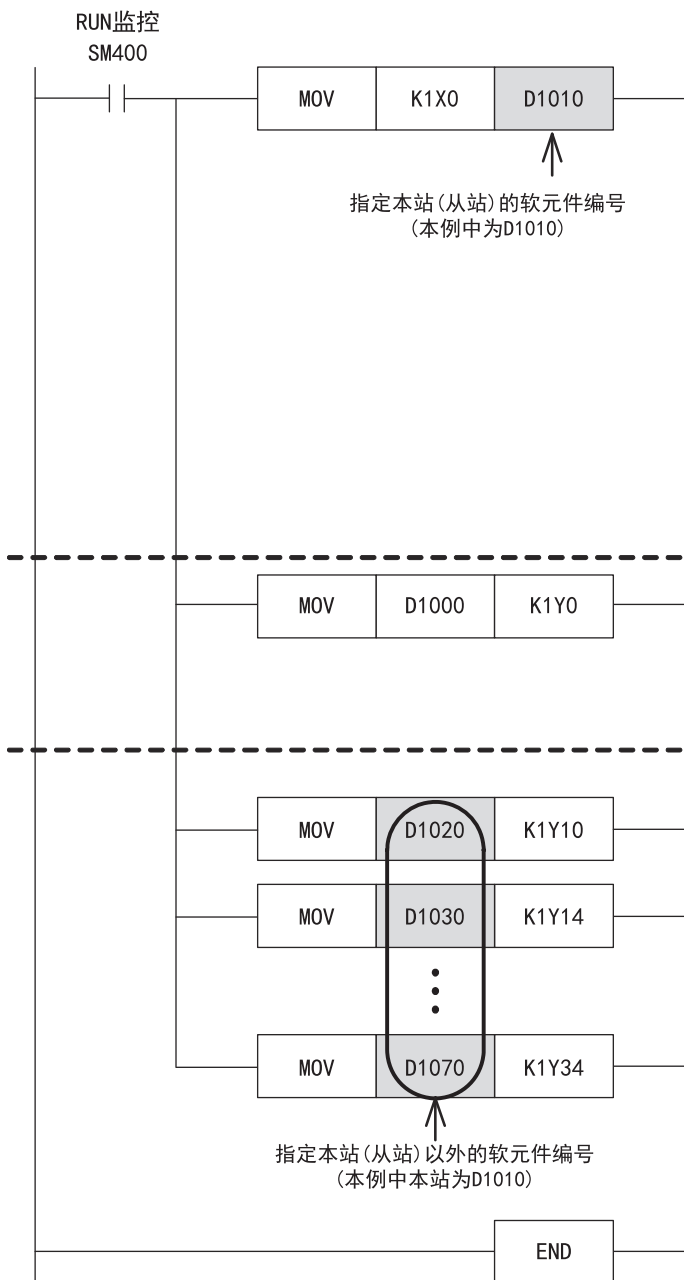 RUN监控
SM400
MOV K1X0 D1010
指定本站(从站)的软元件编号
(本例中为D1010)
MOV D1000 K1Y0
MOV D1020 K1Y10
MOV D1030 K1Y14
MOV D1070 K1Y34
指定本站(从站)以外的软元件编号
(本例中本站为D1010)
END